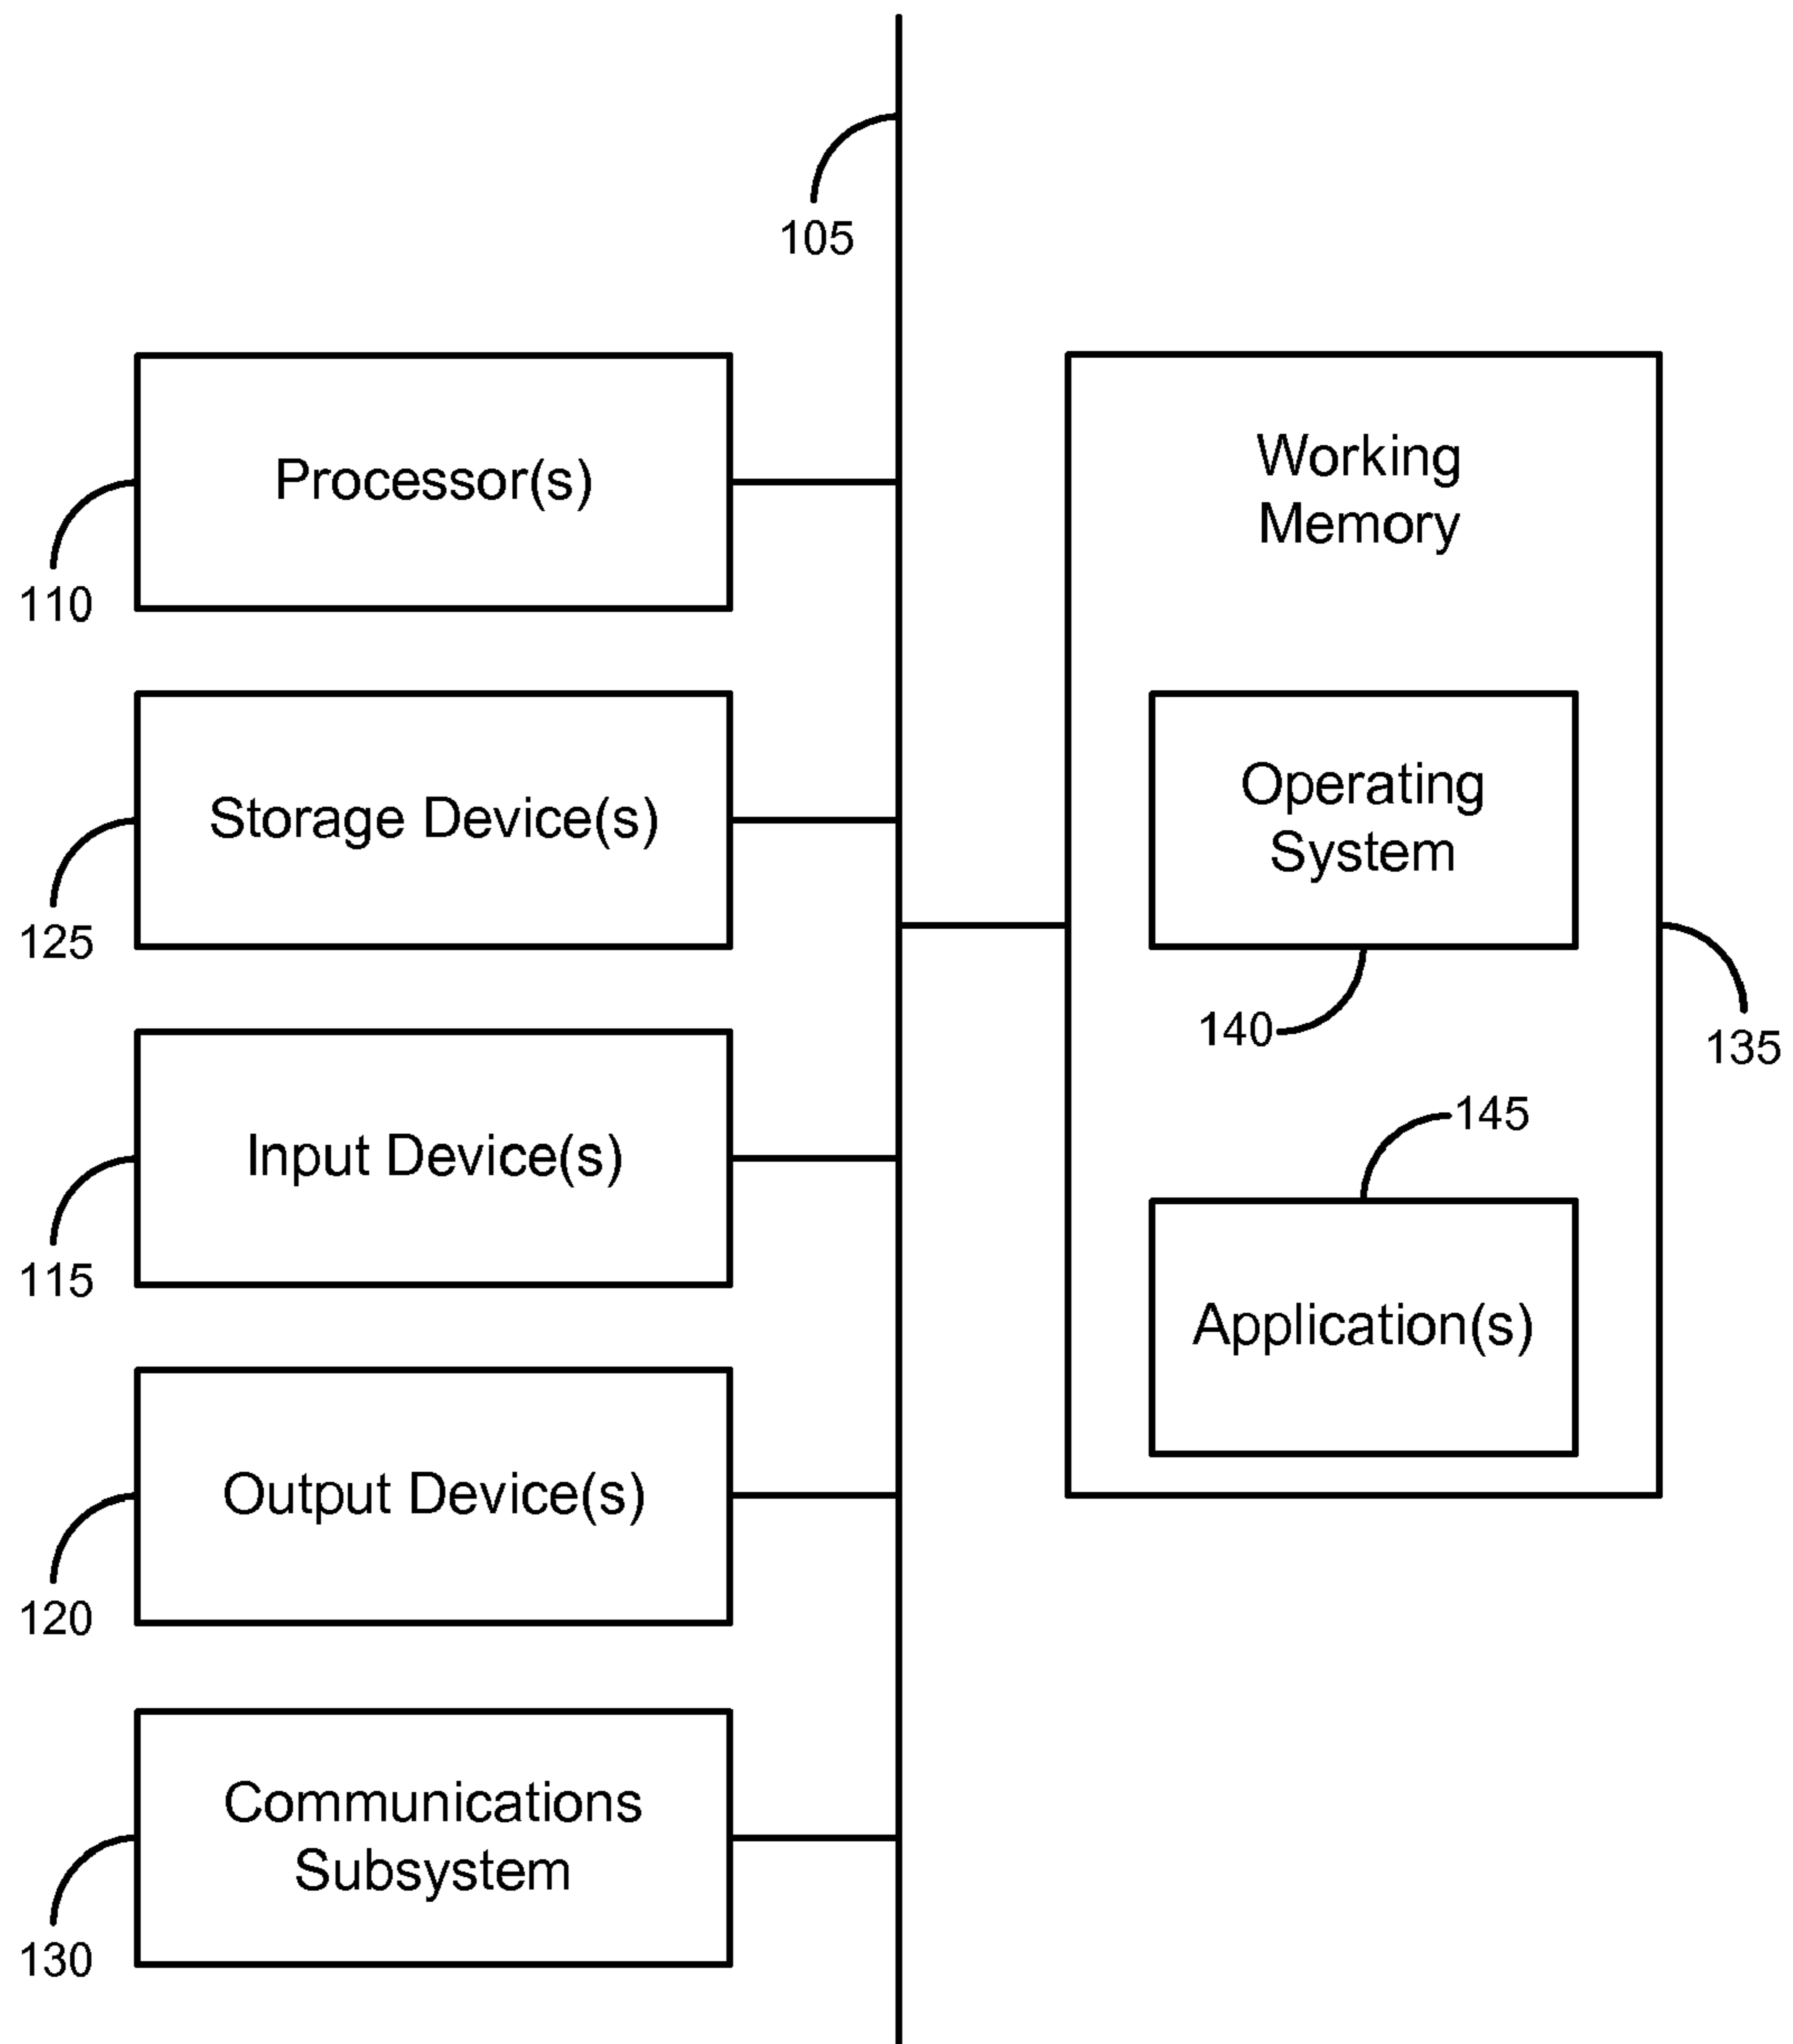 105
Processor(s)
110
Storage Device(s)
125
Input Device(s)
115
Output Device(s)
120
Communications
Subsystem
130
Working
Memory
Operating
System
140
135
145
Application(s)